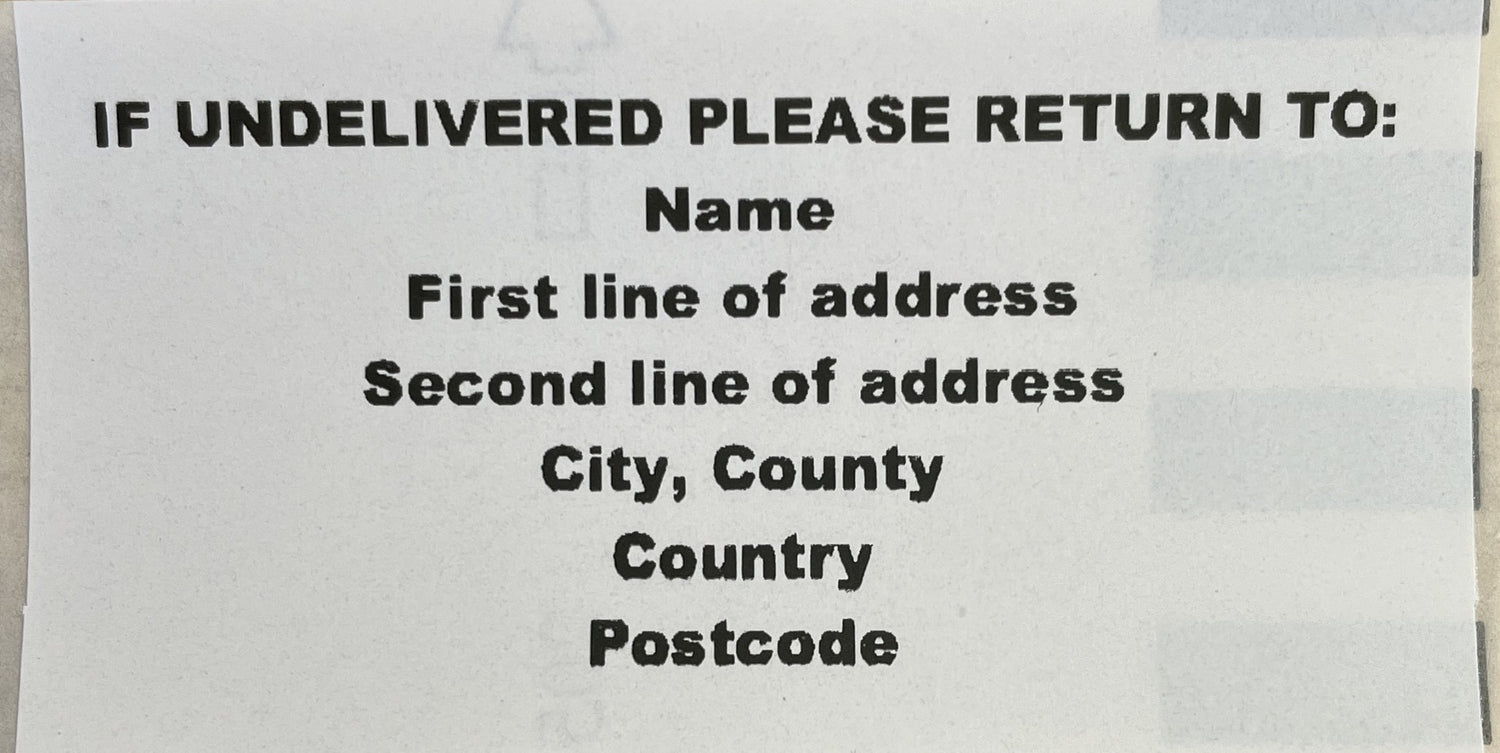 IF UNDELIVERED PLEASE RETURN TO:
Name
First line of address
Second line of address
City, County
Country
Postcode